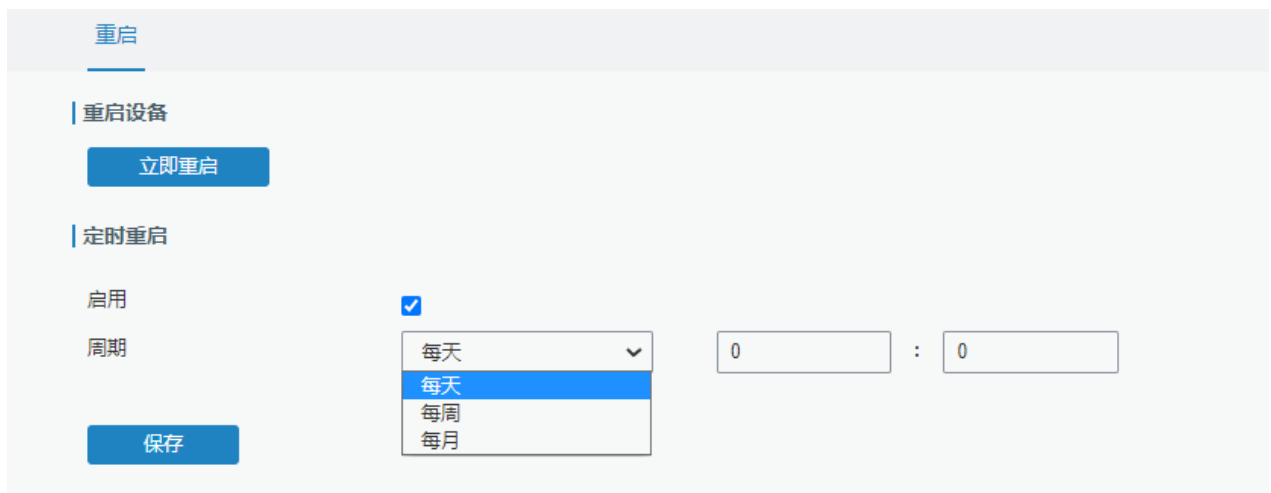 重启
重启设备
立即重启
定时重启
启用
周期 每天 0 : 0
每天
每周
每月
保存